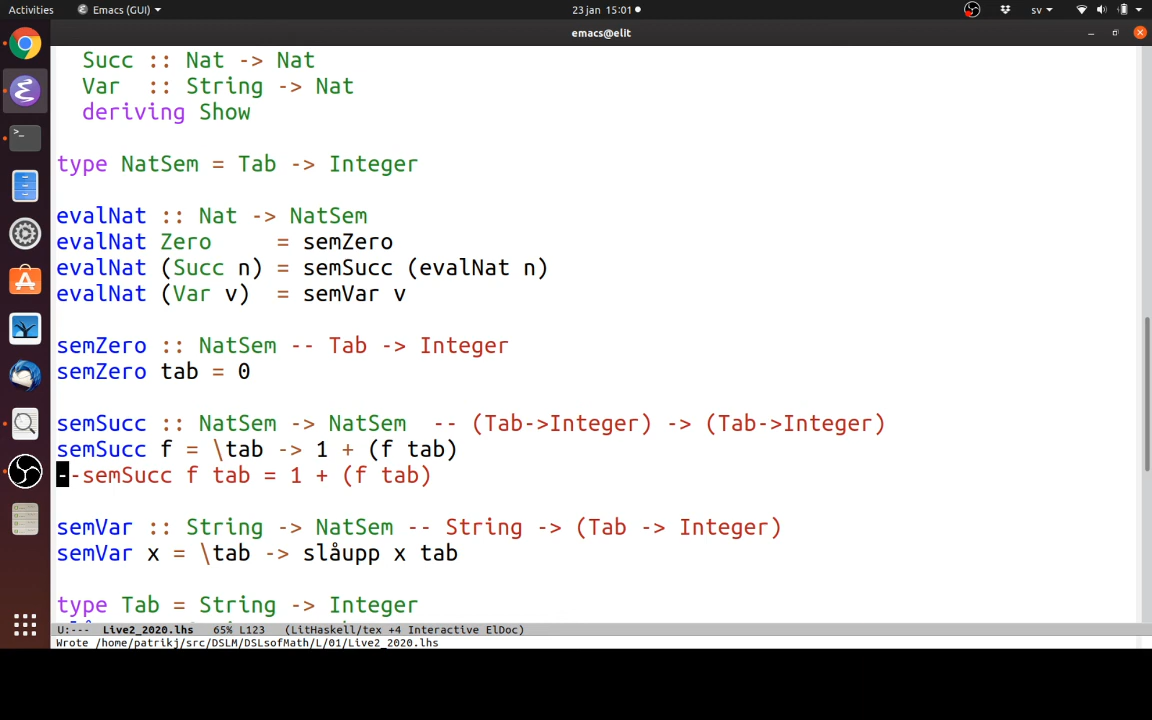 Activities Emacs (GUI) 23 jan 15:01 sv
emacs@elit
Succ :: Nat -> Nat
Var :: String -> Nat
deriving Show
type NatSem = Tab -> Integer
evalNat :: Nat -> NatSem
evalNat Zero = semZero
evalNat (Succ n) = semSucc (evalNat n)
evalNat (Var v) = semVar v
semZero :: NatSem -- Tab -> Integer
semZero tab = 0
semSucc :: NatSem -> NatSem -- (Tab->Integer) -> (Tab->Integer)
semSucc f = \tab -> 1 + (f tab)
--semSucc f tab = 1 + (f tab)
semVar :: String -> NatSem -- String -> (Tab -> Integer)
semVar x = \tab -> slåupp x tab
type Tab = String -> Integer
U:--- Live2_2020.lhs 65% L123 (LitHaskell/tex +4 Interactive ElDoc)
Wrote /home/patrikj/src/DSLM/DSLsofMath/L/01/Live2_2020.lhs